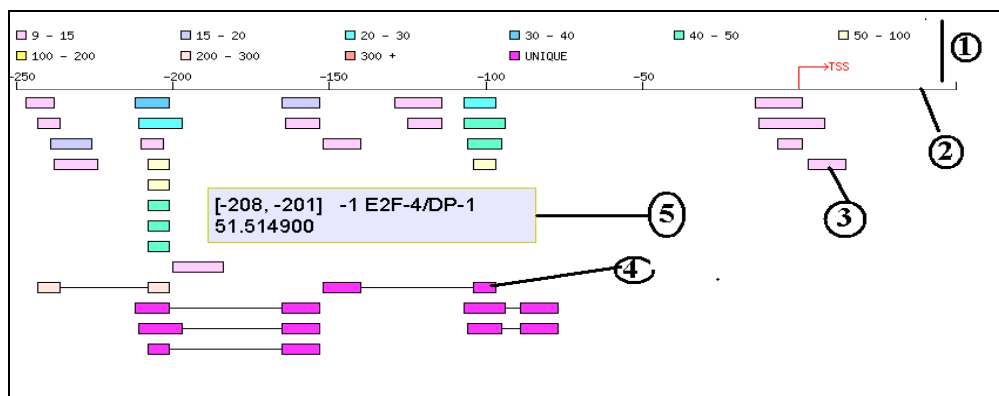 9 - 15 15 - 20 20 - 30 30 - 40 40 - 50 50 - 100
100 - 200 200 - 300 300 + UNIQUE
1
-250 -200 -150 -100 -50 TSS
2
3
[-208, -201] -1 E2F-4/DP-1
51.514900
5
4